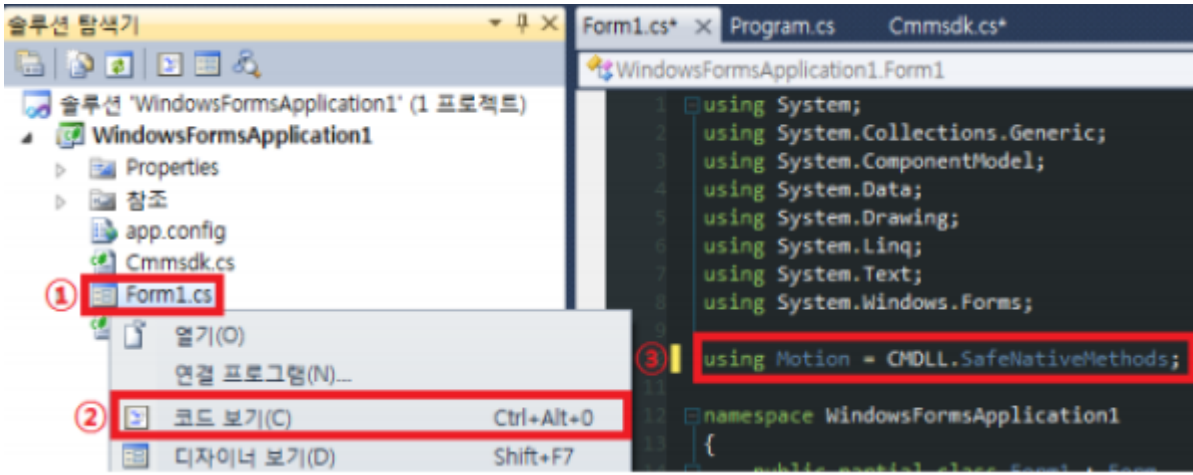 솔루션 탐색기
솔루션 'WindowsFormsApplication1' (1 프로젝트)
WindowsFormsApplication1
Properties
참조
app.config
Cmmsdk.cs
① Form1.cs
열기(O)
연결 프로그램(N)...
② 코드 보기(C) Ctrl+Alt+0
디자이너 보기(D) Shift+F7
Form1.cs* Program.cs Cmmsdk.cs*
WindowsFormsApplication1.Form1
1 using System;
2 using System.Collections.Generic;
3 using System.ComponentModel;
4 using System.Data;
5 using System.Drawing;
6 using System.Linq;
7 using System.Text;
8 using System.Windows.Forms;
9
③ using Motion = CMDLL.SafeNativeMethods;
11
12 namespace WindowsFormsApplication1
13 {
public partial class Form1 : Form